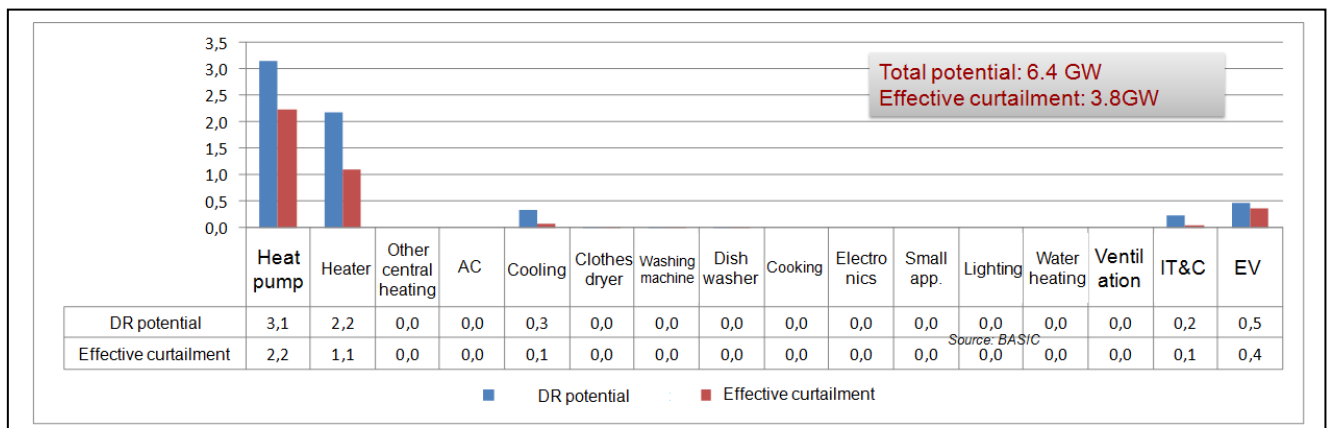 3,5
3,0
2,5
2,0
1,5
1,0
0,5
0,0
Total potential: 6.4 GW
Effective curtailment: 3.8GW
Heat pump
Heater
Other central heating
AC
Cooling
Clothes dryer
Washing machine
Dish washer
Cooking
Electro nics
Small app.
Lighting
Water heating
Ventil ation
IT&C
EV
DR potential 3,1 2,2 0,0 0,0 0,3 0,0 0,0 0,0 0,0 0,0 0,0 0,0 0,0 0,0 0,2 0,5
Source: BASIC
Effective curtailment 2,2 1,1 0,0 0,0 0,1 0,0 0,0 0,0 0,0 0,0 0,0 0,0 0,0 0,0 0,1 0,4
DR potential Effective curtailment